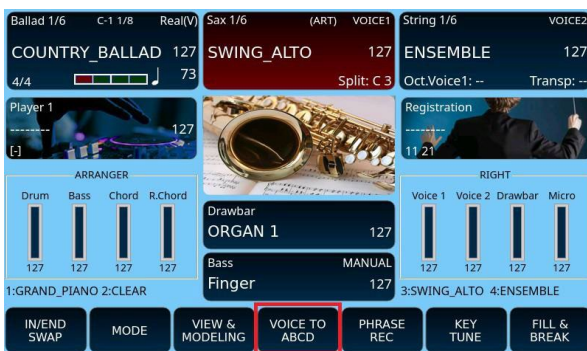 Ballad 1/6 C-1 1/8 Real(V)
COUNTRY_BALLAD 127
4/4 73
Sax 1/6 (ART) VOICE1
SWING_ALTO 127
Split: C 3
String 1/6 VOICE2
ENSEMBLE 127
Oct.Voice1: -- Transp: --
Player 1
-------- 127
[-]
Registration
--------
11 21
ARRANGER
Drum Bass Chord R.Chord
127 127 127 127
1:GRAND_PIANO 2:CLEAR
Drawbar
ORGAN 1 127
Bass MANUAL
Finger 127
RIGHT
Voice 1 Voice 2 Drawbar Micro
127 127 127 127
3:SWING_ALTO 4:ENSEMBLE
IN/END SWAP
MODE
VIEW & MODELING
VOICE TO ABCD
PHRASE REC
KEY TUNE
FILL & BREAK